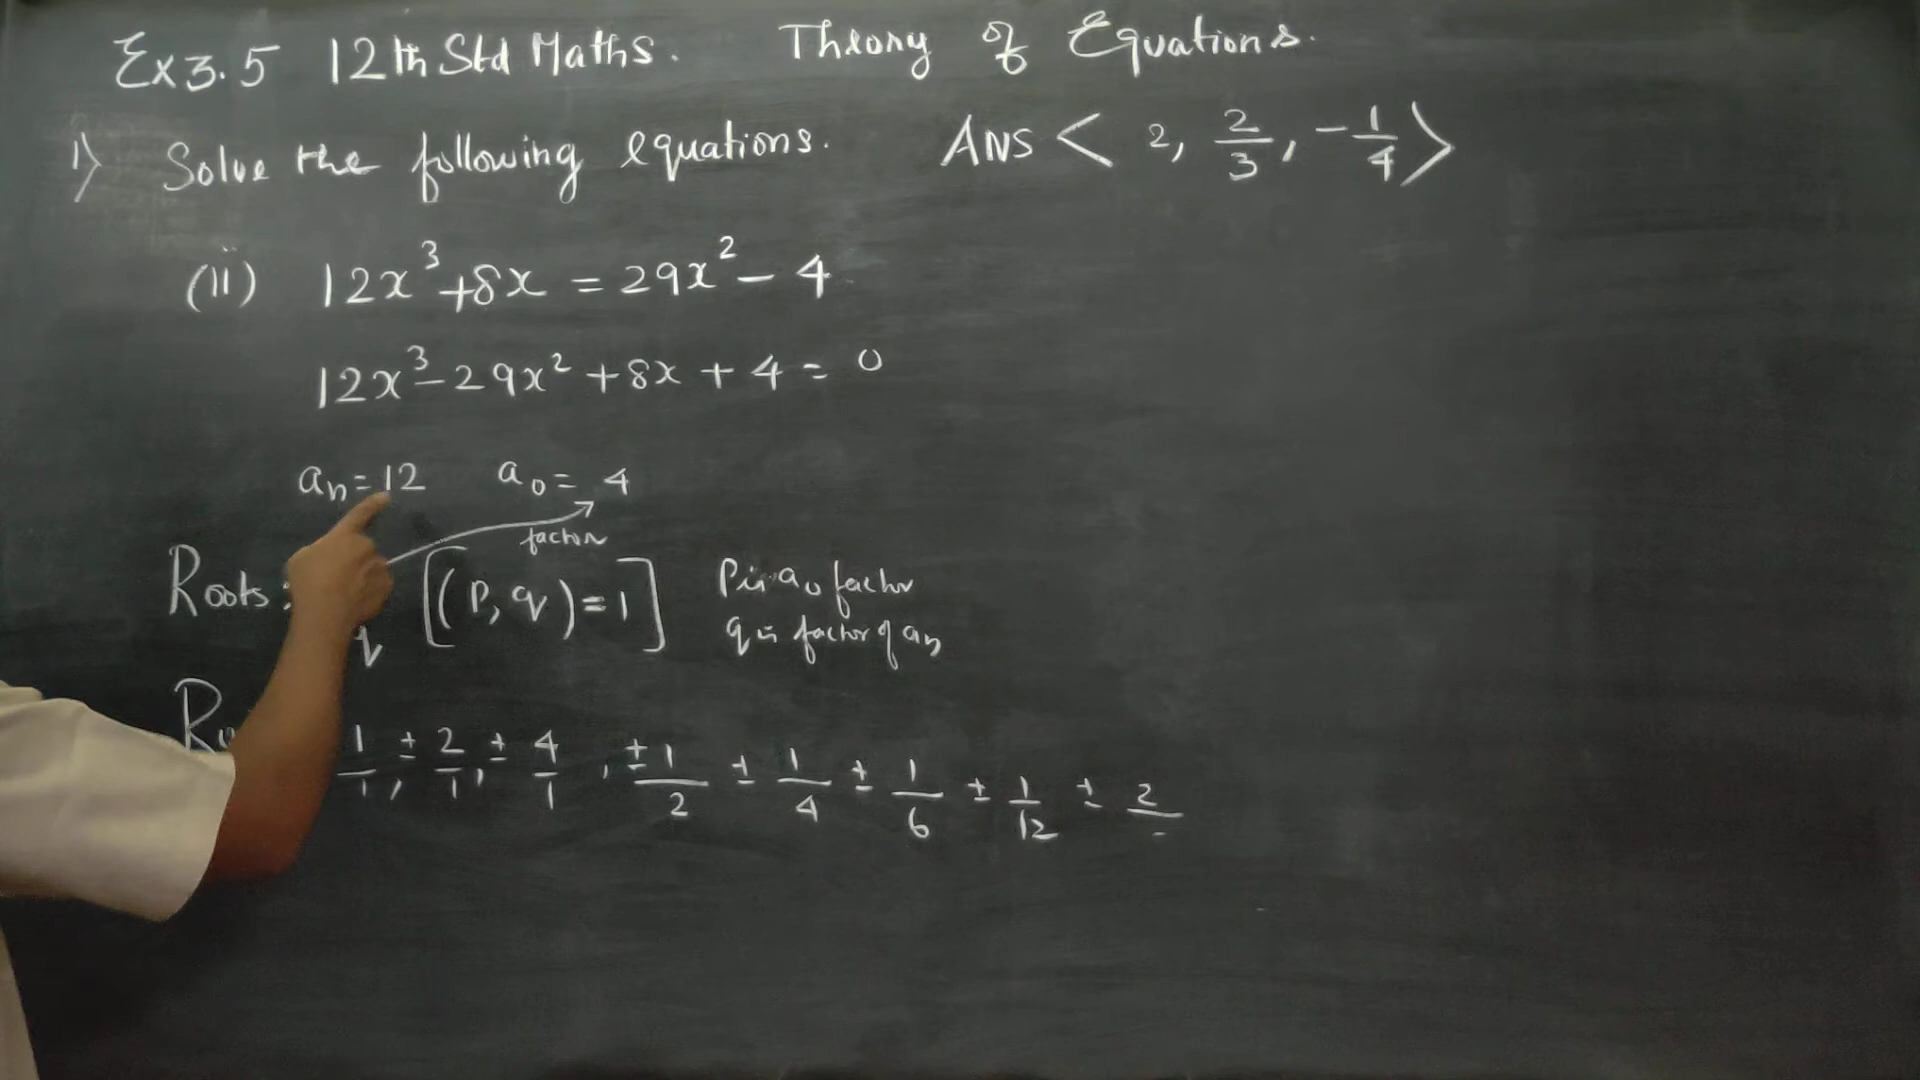 Ex 3.5 12th Std Maths. Theory of Equations.
1) Solve the following equations. ANS < 2, 2/3, -1/4 >
(ii) 12x³+8x = 29x² - 4
12x³ - 29x² + 8x + 4 = 0
aₙ = 12 a₀ = 4
factor
Roots: q [(p, q) = 1] p is a₀ factor
q is factor of aₙ
1/1, ± 2/1, ± 4/1, ± 1/2 ± 1/4 ± 1/6 ± 1/12 ± 2/